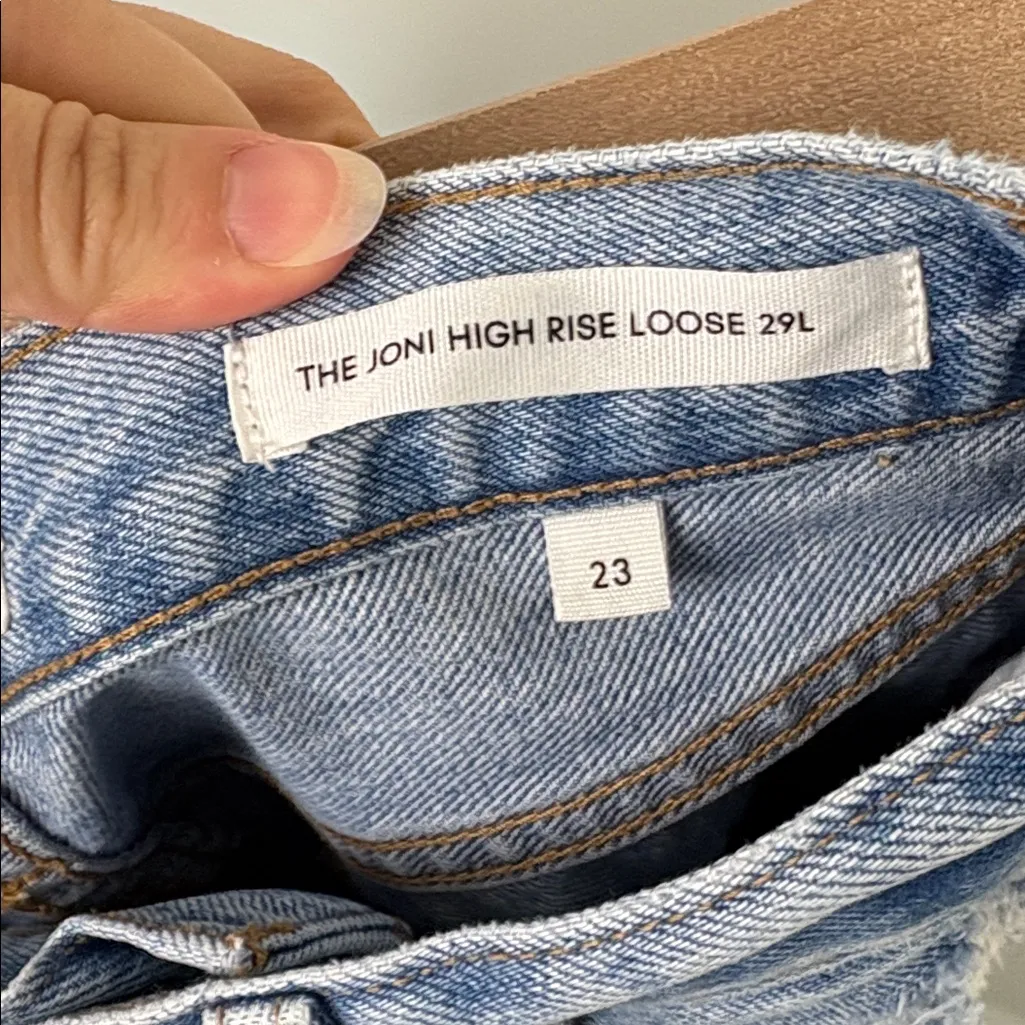 THE JONI HIGH RISE LOOSE 29L
23